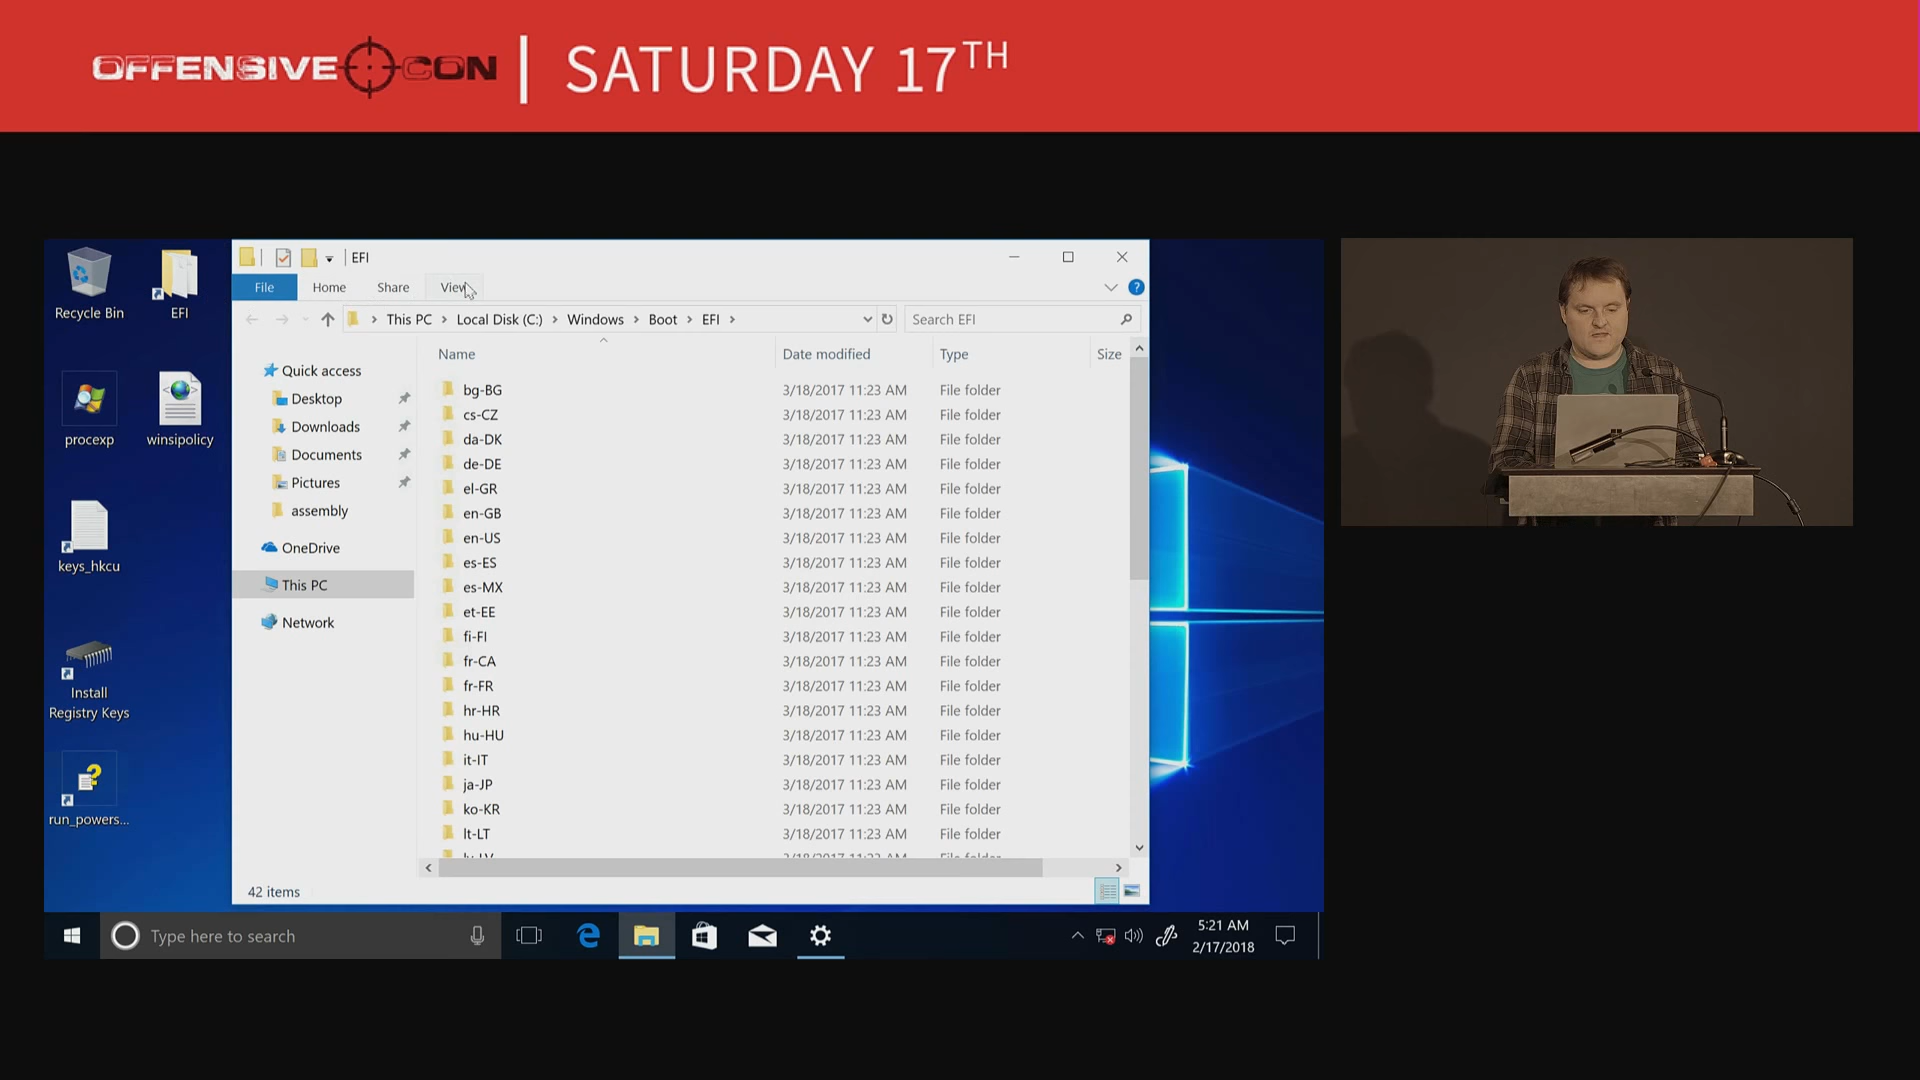 OFFENSIVE CON | SATURDAY 17TH
Recycle Bin
EFI
procexp
winsipolicy
keys_hkcu
Install
Registry Keys
run_powers...
EFI
File
Home
Share
View
This PC
Local Disk (C:)
Windows
Boot
EFI
Search EFI
Quick access
Desktop
Downloads
Documents
Pictures
assembly
OneDrive
This PC
Network
Name Date modified Type Size
bg-BG 3/18/2017 11:23 AM File folder
cs-CZ 3/18/2017 11:23 AM File folder
da-DK 3/18/2017 11:23 AM File folder
de-DE 3/18/2017 11:23 AM File folder
el-GR 3/18/2017 11:23 AM File folder
en-GB 3/18/2017 11:23 AM File folder
en-US 3/18/2017 11:23 AM File folder
es-ES 3/18/2017 11:23 AM File folder
es-MX 3/18/2017 11:23 AM File folder
et-EE 3/18/2017 11:23 AM File folder
fi-FI 3/18/2017 11:23 AM File folder
fr-CA 3/18/2017 11:23 AM File folder
fr-FR 3/18/2017 11:23 AM File folder
hr-HR 3/18/2017 11:23 AM File folder
hu-HU 3/18/2017 11:23 AM File folder
it-IT 3/18/2017 11:23 AM File folder
ja-JP 3/18/2017 11:23 AM File folder
ko-KR 3/18/2017 11:23 AM File folder
lt-LT 3/18/2017 11:23 AM File folder
42 items
Type here to search
5:21 AM
2/17/2018